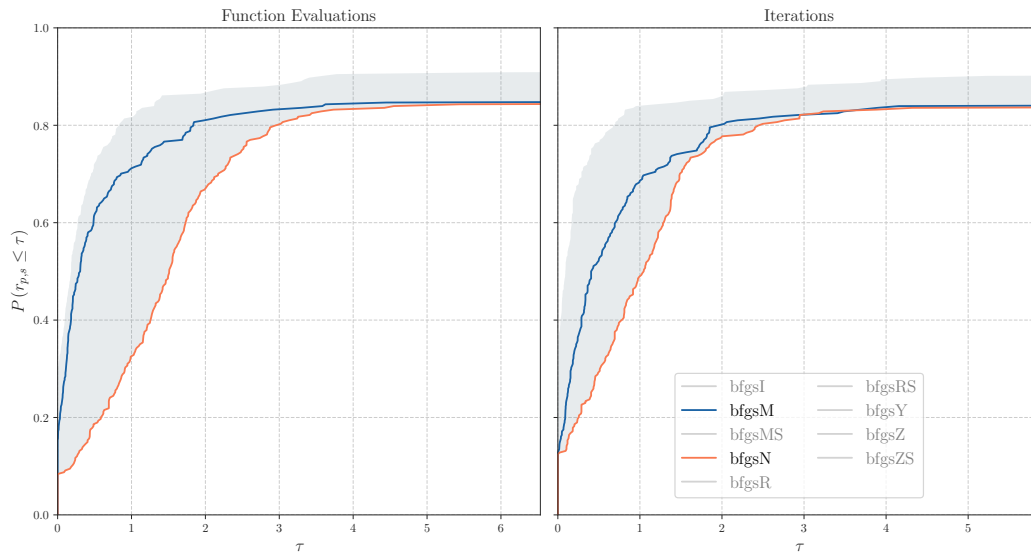 Function Evaluations
Iterations
1.0
0.8
0.6
0.4
0.2
0.0
P (r_{p,s} ≤ τ)
0 1 2 3 4 5 6
τ
0 1 2 3 4 5
τ
bfgsI
bfgsM
bfgsMS
bfgsN
bfgsR
bfgsRS
bfgsY
bfgsZ
bfgsZS